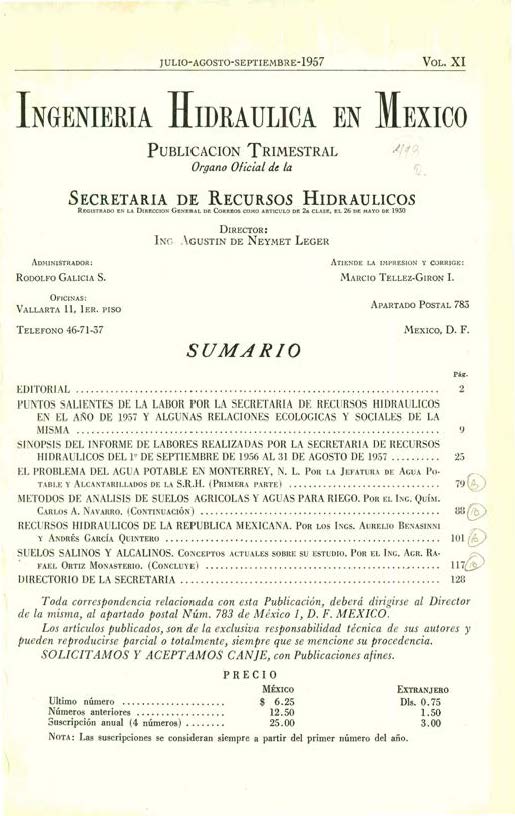 JULIO-AGOSTO-SEPTIEMBRE-1957 VOL. XI
INGENIERIA HIDRAULICA EN MEXICO
PUBLICACION TRIMESTRAL
Organo Oficial de la
SECRETARIA DE RECURSOS HIDRAULICOS
REGISTRADO EN LA DIRECCION GENERAL DE CORREOS COMO ARTICULO DE 2a CLASE, EL 26 DE MAYO DE 1950
DIRECTOR:
ING. AGUSTIN DE NEYMET LEGER
ADMINISTRADOR:
RODOLFO GALICIA S.
OFICINAS:
VALLARTA 11, 1ER. PISO
TELEFONO 46-71-37
ATIENDE LA IMPRESION Y CORRIGE:
MARCIO TELLEZ-GIRON I.
APARTADO POSTAL 783
MEXICO, D. F.
SUMARIO
Pág.
EDITORIAL ........ 2
PUNTOS SALIENTES DE LA LABOR POR LA SECRETARIA DE RECURSOS HIDRAULICOS
EN EL AÑO DE 1957 Y ALGUNAS RELACIONES ECOLOGICAS Y SOCIALES DE LA
MISMA ........ 9
SINOPSIS DEL INFORME DE LABORES REALIZADAS POR LA SECRETARIA DE RECURSOS
HIDRAULICOS DEL 1º DE SEPTIEMBRE DE 1956 AL 31 DE AGOSTO DE 1957 ........ 25
EL PROBLEMA DEL AGUA POTABLE EN MONTERREY, N. L. POR LA JEFATURA DE AGUA PO-
TABLE Y ALCANTARILLADOS DE LA S.R.H. (PRIMERA PARTE) ........ 79
METODOS DE ANALISIS DE SUELOS AGRICOLAS Y AGUAS PARA RIEGO. POR EL ING. QUÍM.
CARLOS A. NAVARRO. (CONTINUACIÓN) ........ 88
RECURSOS HIDRAULICOS DE LA REPUBLICA MEXICANA. POR LOS INGS. AURELIO BENASINNI
Y ANDRÉS GARCÍA QUINTERO ........ 101
SUELOS SALINOS Y ALCALINOS. CONCEPTOS ACTUALES SOBRE SU ESTUDIO. POR EL ING. AGR. RA-
FAEL ORTIZ MONASTERIO. (CONCLUYE) ........ 117
DIRECTORIO DE LA SECRETARIA ........ 128
Toda correspondencia relacionada con esta Publicación, deberá dirigirse al Director
de la misma, al apartado postal Núm. 783 de México 1, D. F. MEXICO.
Los artículos publicados, son de la exclusiva responsabilidad técnica de sus autores y
pueden reproducirse parcial o totalmente, siempre que se mencione su procedencia.
SOLICITAMOS Y ACEPTAMOS CANJE, con Publicaciones afines.
PRECIO
MÉXICO EXTRANJERO
Ultimo número ........ $ 6.25 Dls. 0.75
Números anteriores ........ 12.50 1.50
Suscripción anual (4 números) ........ 25.00 3.00
NOTA: Las suscripciones se consideran siempre a partir del primer número del año.